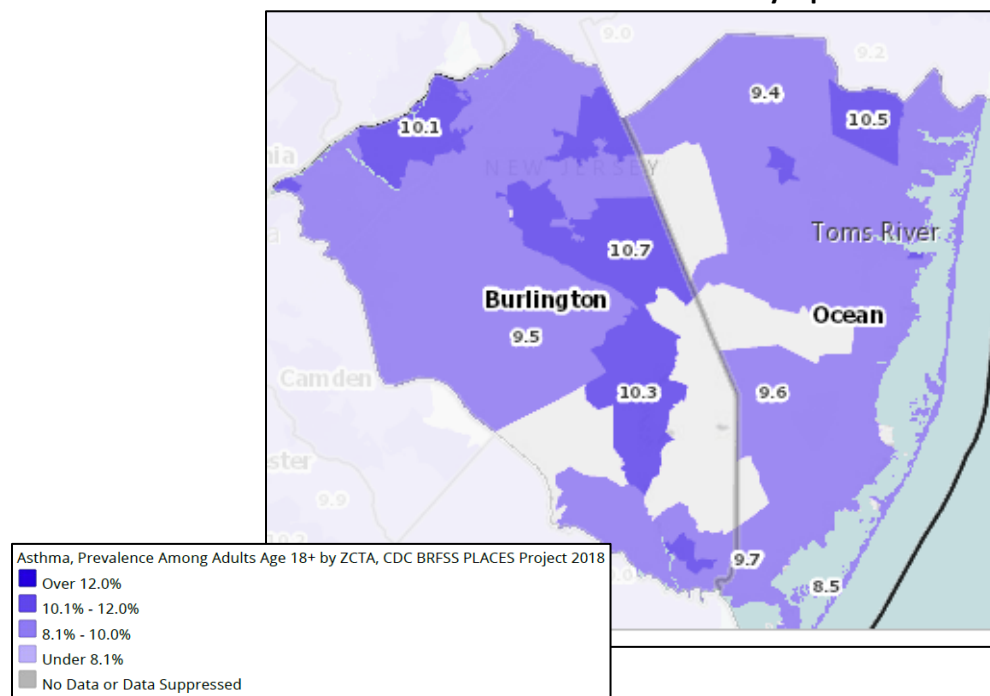 9.0
9.2
9.4
10.5
10.1
NEW JERSEY
Toms River
10.7
Burlington
Ocean
9.5
Camden
10.3
9.6
9.9
9.7
8.5
Asthma, Prevalence Among Adults Age 18+ by ZCTA, CDC BRFSS PLACES Project 2018
Over 12.0%
10.1% - 12.0%
8.1% - 10.0%
Under 8.1%
No Data or Data Suppressed